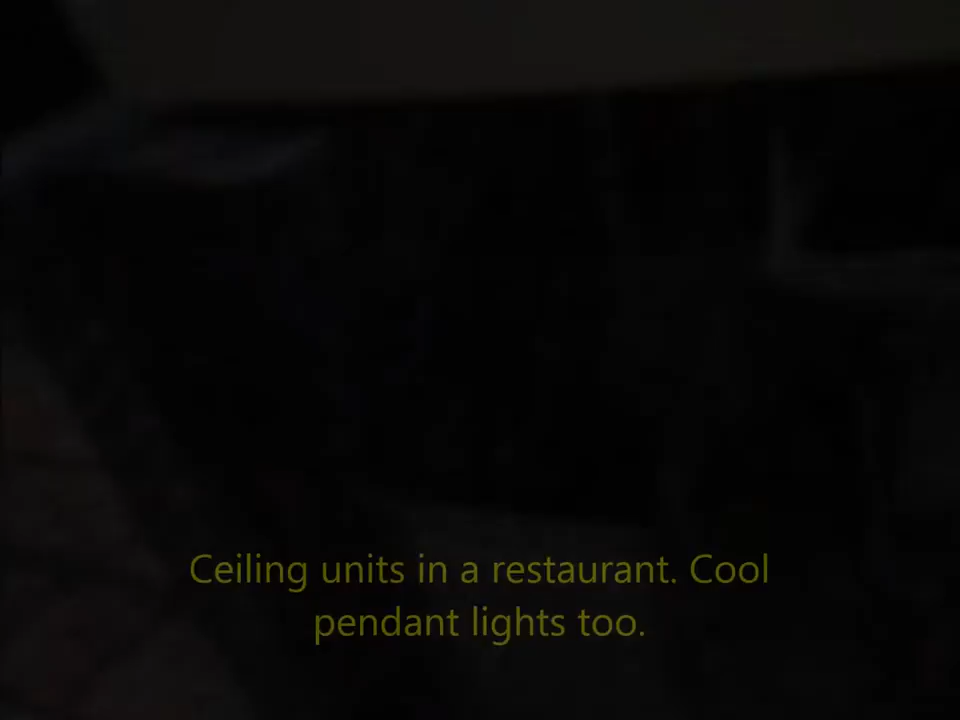 Ceiling units in a restaurant. Cool
pendant lights too.